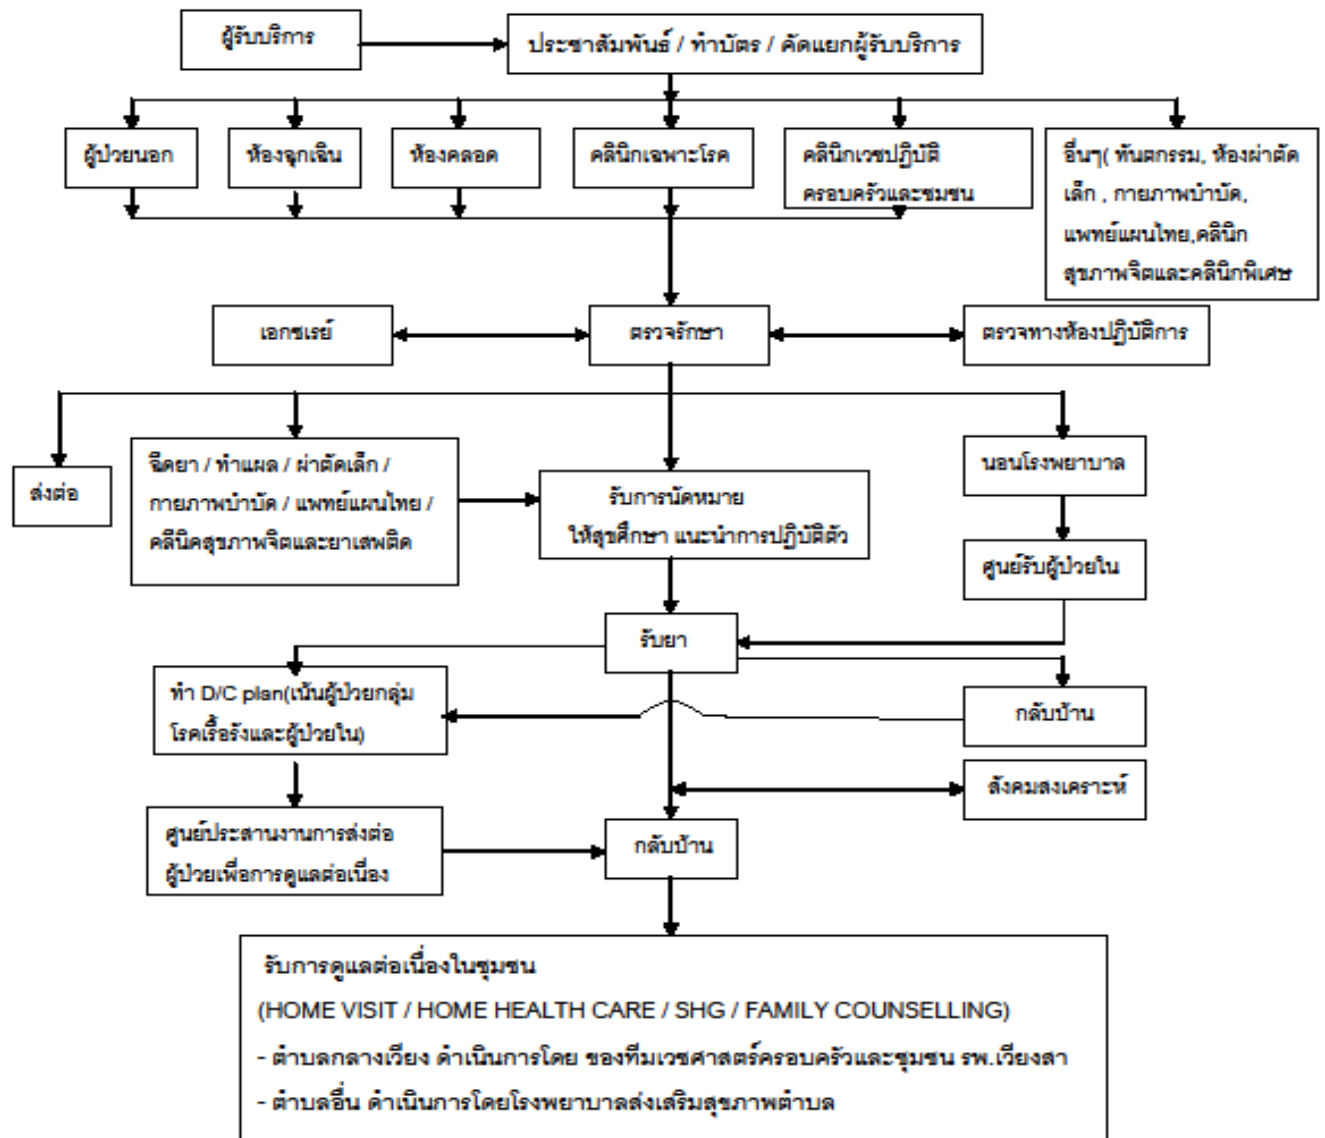 ผู้รับบริการ
ประชาสัมพันธ์ / ทำบัตร / คัดแยกผู้รับบริการ
ผู้ป่วยนอก
ห้องฉุกเฉิน
ห้องคลอด
คลินิกเฉพาะโรค
คลินิกเวชปฏิบัติ
ครอบครัวและชุมชน
อื่นๆ( ทันตกรรม, ห้องผ่าตัด
เล็ก , กายภาพบำบัด,
แพทย์แผนไทย,คลินิก
สุขภาพจิตและคลินิกพิเศษ
เอกซเรย์
ตรวจรักษา
ตรวจทางห้องปฏิบัติการ
ส่งต่อ
ฉีดยา / ทำแผล / ผ่าตัดเล็ก /
กายภาพบำบัด / แพทย์แผนไทย /
คลีนิคสุขภาพจิตและยาเสพติด
รับการนัดหมาย
ให้สุขศึกษา แนะนำการปฏิบัติตัว
นอนโรงพยาบาล
ศูนย์รับผู้ป่วยใน
รับยา
ทำ D/C plan(เน้นผู้ป่วยกลุ่ม
โรคเรื้อรังและผู้ป่วยใน)
กลับบ้าน
สังคมสงเคราะห์
ศูนย์ประสานงานการส่งต่อ
ผู้ป่วยเพื่อการดูแลต่อเนื่อง
กลับบ้าน
รับการดูแลต่อเนื่องในชุมชน
(HOME VISIT / HOME HEALTH CARE / SHG / FAMILY COUNSELLING)
- ตำบลกลางเวียง ดำเนินการโดย ของทีมเวชศาสตร์ครอบครัวและชุมชน รพ.เวียงสา
- ตำบลอื่น ดำเนินการโดยโรงพยาบาลส่งเสริมสุขภาพตำบล